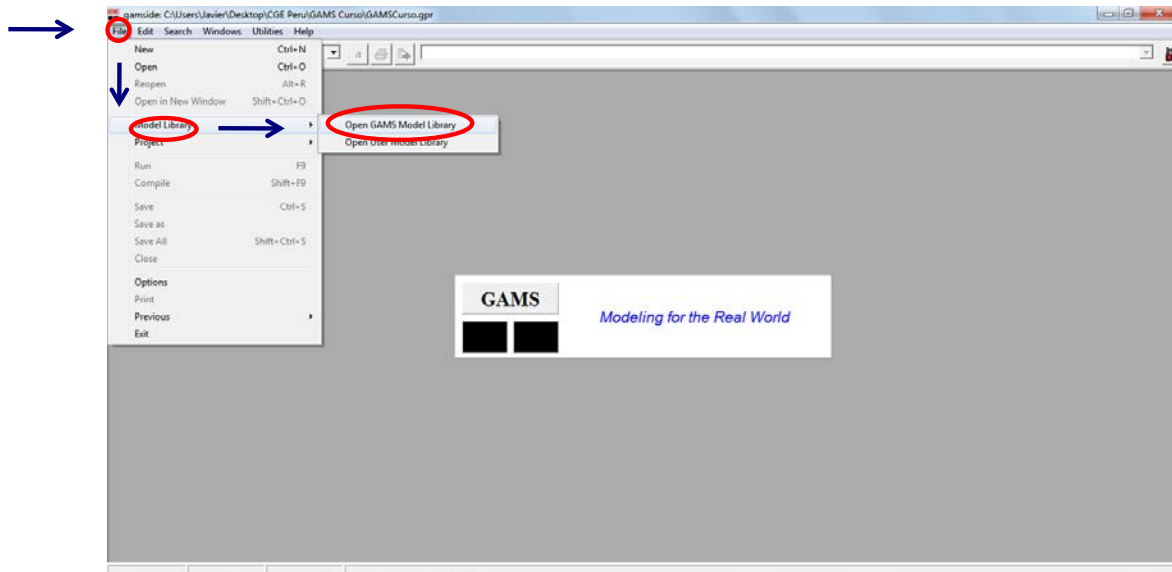 gamside: C:\Users\Javier\Desktop\CGE Peru\GAMS Curso\GAMSCurso.gpr
File Edit Search Windows Utilities Help
New Ctrl+N
a
Open Ctrl+O
Reopen Alt+R
Open in New Window Shift+Ctrl+O
Model Library
Open GAMS Model Library
Project
Open User Model Library
Run F9
Compile Shift+F9
Save Ctrl+S
Save as
Save All Shift+Ctrl+S
Close
Options
Print
Previous
Exit
GAMS
Modeling for the Real World